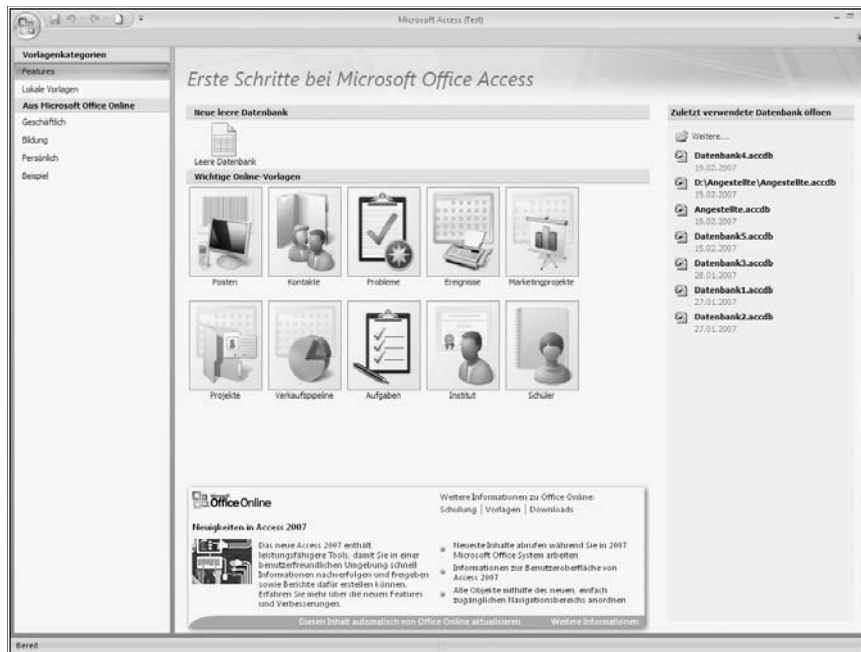 Microsoft Access (Test)
Vorlagenkategorien
Features
Lokale Vorlagen
Aus Microsoft Office Online
Geschäftlich
Bildung
Persönlich
Beispiel
Erste Schritte bei Microsoft Office Access
Neue leere Datenbank
Leere Datenbank
Wichtige Online-Vorlagen
Posten
Kontakte
Probleme
Ereignisse
Marketingprojekte
Projekte
Verkaufspipeline
Aufgaben
Institut
Schüler
Microsoft
Office Online
Weitere Informationen zu Office Online:
Schulung | Vorlagen | Downloads
Neuigkeiten in Access 2007
Das neue Access 2007 enthält
leistungsfähigere Tools, damit Sie in einer
benutzerfreundlichen Umgebung schnell
Informationen nachverfolgen und freigeben
sowie Berichte dafür erstellen können.
Erfahren Sie mehr über die neuen Features
und Verbesserungen.
Neueste Inhalte abrufen während Sie in 2007
Microsoft Office System arbeiten
Informationen zur Benutzeroberfläche von
Access 2007
Alle Objekte mithilfe des neuen, einfach
zugänglichen Navigationsbereichs anordnen
Diesen Inhalt automatisch von Office Online aktualisieren
Weitere Informationen
Zuletzt verwendete Datenbank öffnen
Weitere...
Datenbank4.accdb
19.02.2007
D:\Angestellte\Angestellte.accdb
19.02.2007
Angestellte.accdb
19.02.2007
Datenbank5.accdb
15.02.2007
Datenbank3.accdb
28.01.2007
Datenbank1.accdb
27.01.2007
Datenbank2.accdb
27.01.2007
Bereit